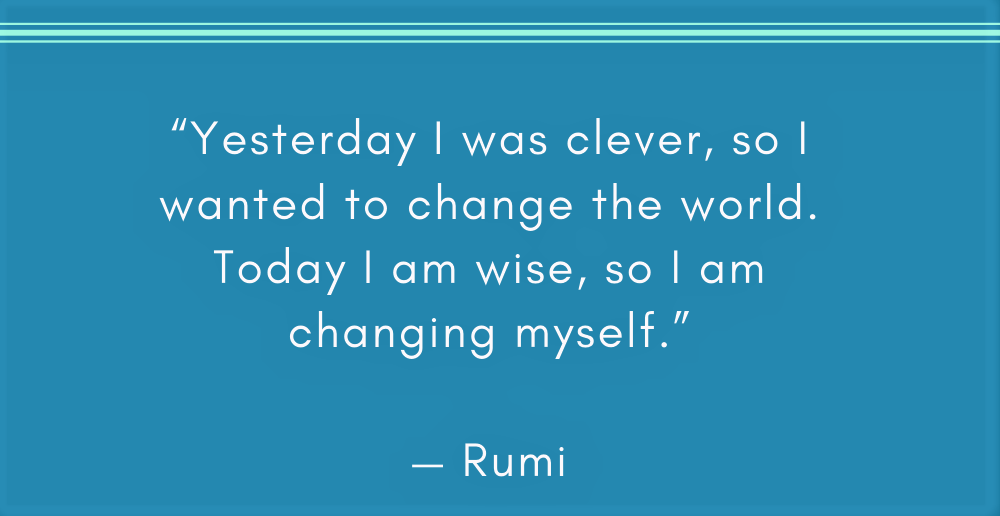 “Yesterday I was clever, so I
wanted to change the world.
Today I am wise, so I am
changing myself.”
— Rumi